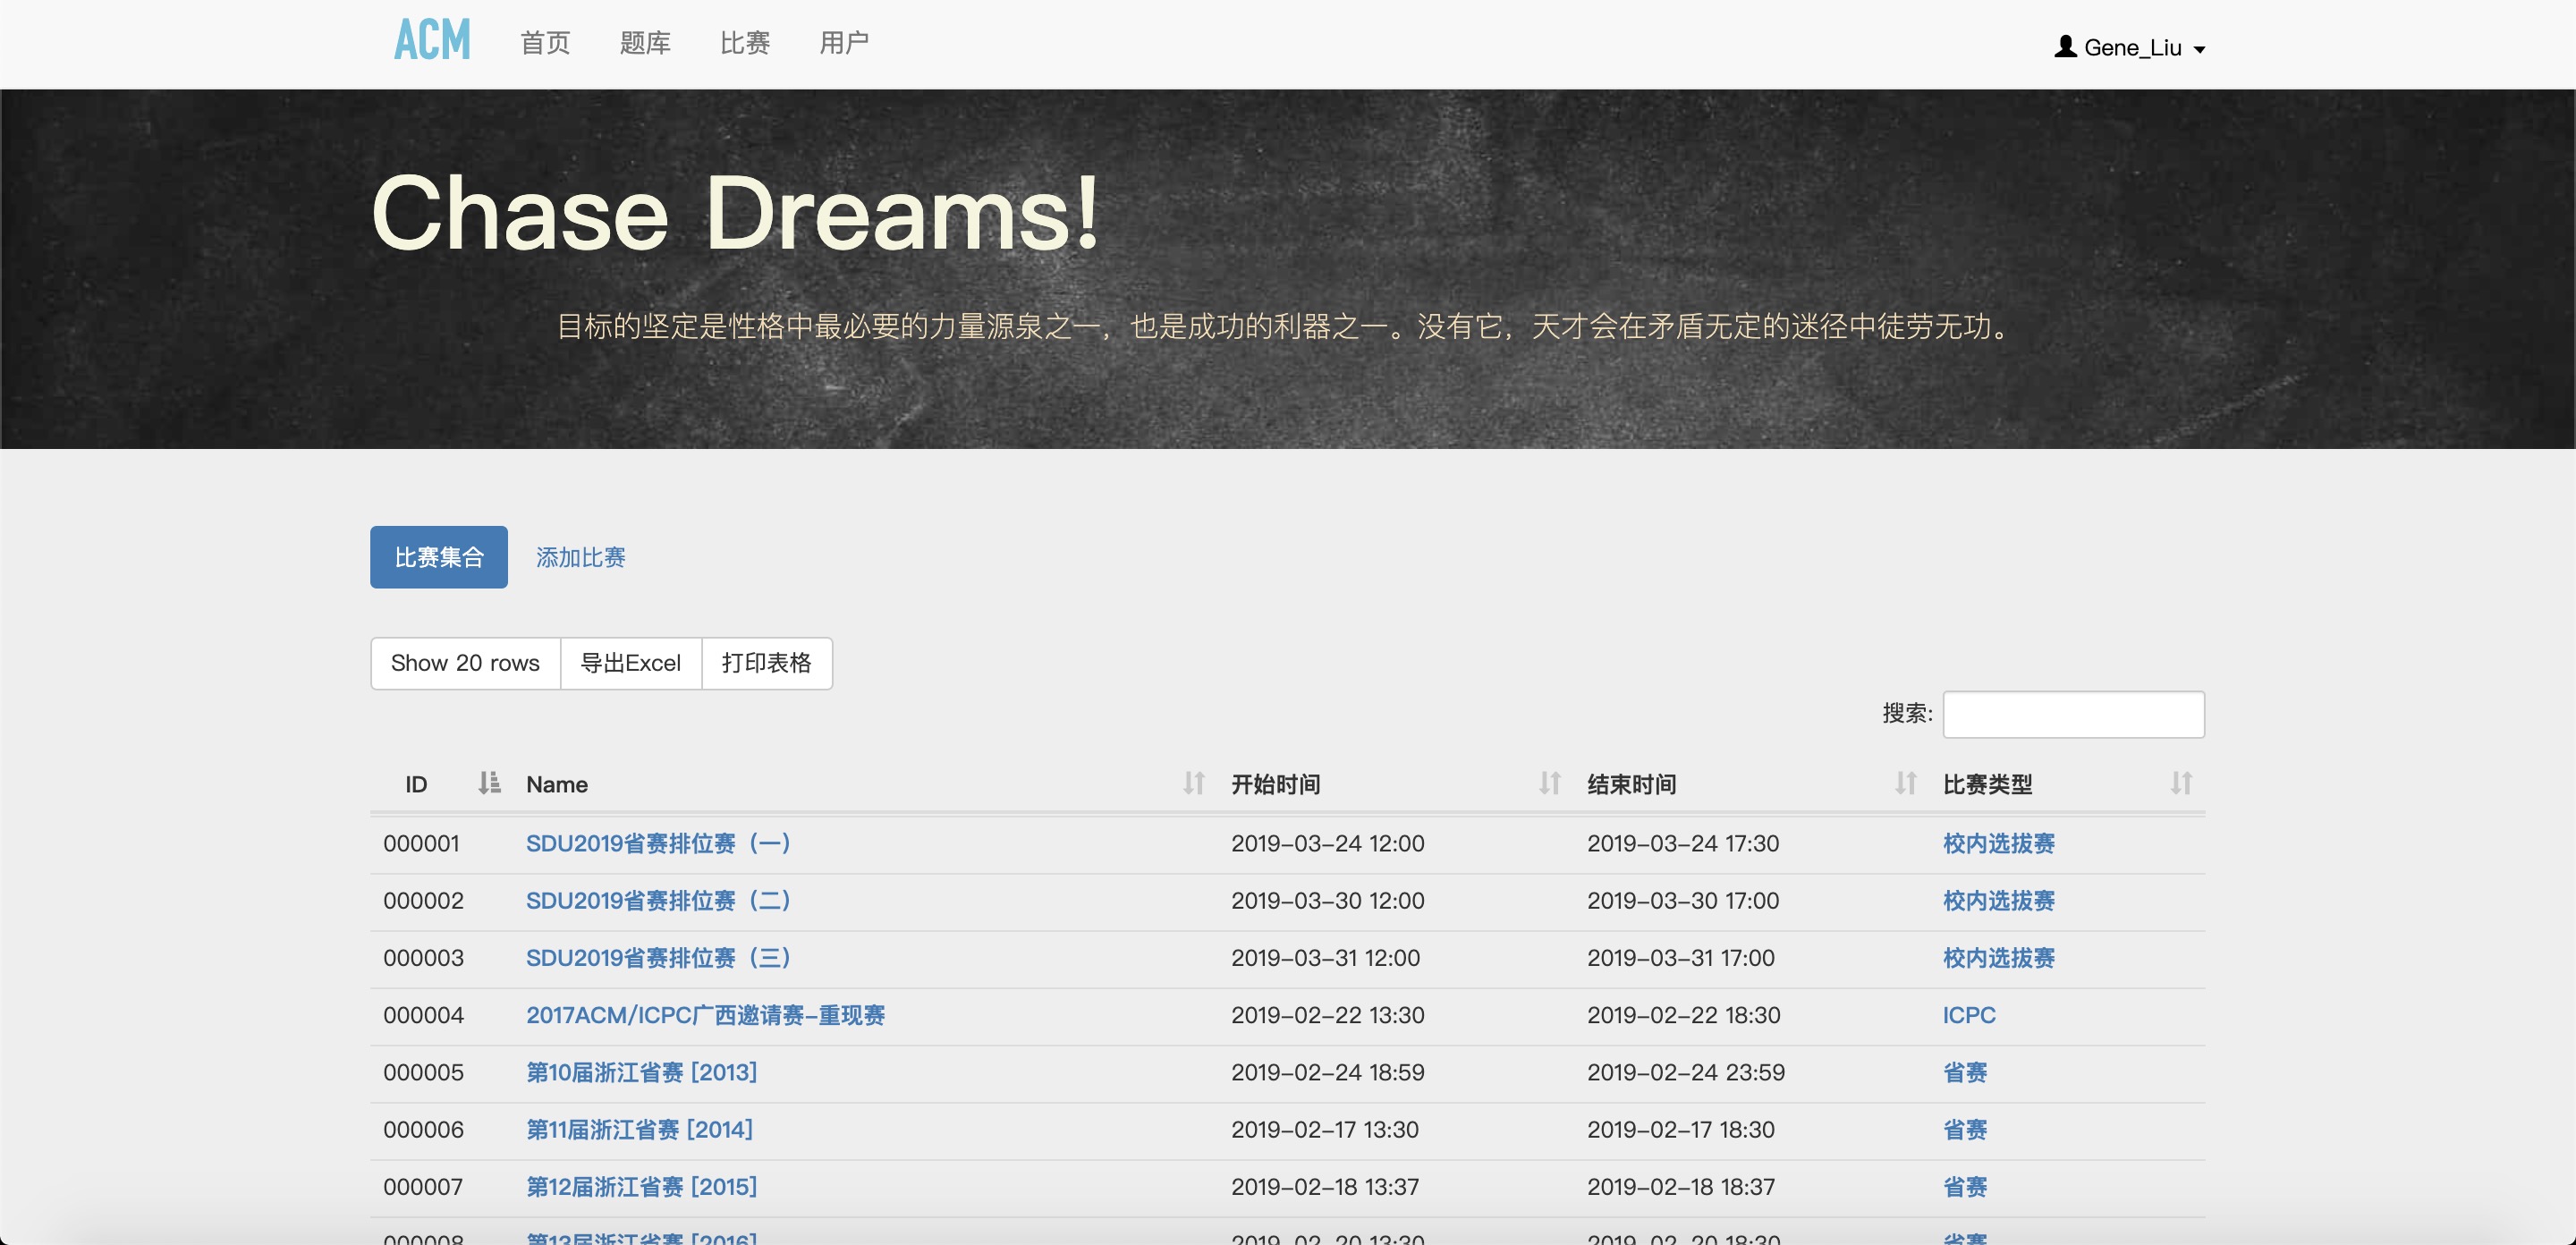 ACM 首页 题库 比赛 用户 Gene_Liu
Chase Dreams!
目标的坚定是性格中最必要的力量源泉之一，也是成功的利器之一。没有它，天才会在矛盾无定的迷径中徒劳无功。
比赛集合 添加比赛
Show 20 rows 导出Excel 打印表格
搜索:
ID Name 开始时间 结束时间 比赛类型
000001 SDU2019省赛排位赛（一） 2019-03-24 12:00 2019-03-24 17:30 校内选拔赛
000002 SDU2019省赛排位赛（二） 2019-03-30 12:00 2019-03-30 17:00 校内选拔赛
000003 SDU2019省赛排位赛（三） 2019-03-31 12:00 2019-03-31 17:00 校内选拔赛
000004 2017ACM/ICPC广西邀请赛-重现赛 2019-02-22 13:30 2019-02-22 18:30 ICPC
000005 第10届浙江省赛 [2013] 2019-02-24 18:59 2019-02-24 23:59 省赛
000006 第11届浙江省赛 [2014] 2019-02-17 13:30 2019-02-17 18:30 省赛
000007 第12届浙江省赛 [2015] 2019-02-18 13:37 2019-02-18 18:37 省赛
000008 第13届浙江省赛 [2016] 2019-02-20 13:30 2019-02-20 18:30 省赛